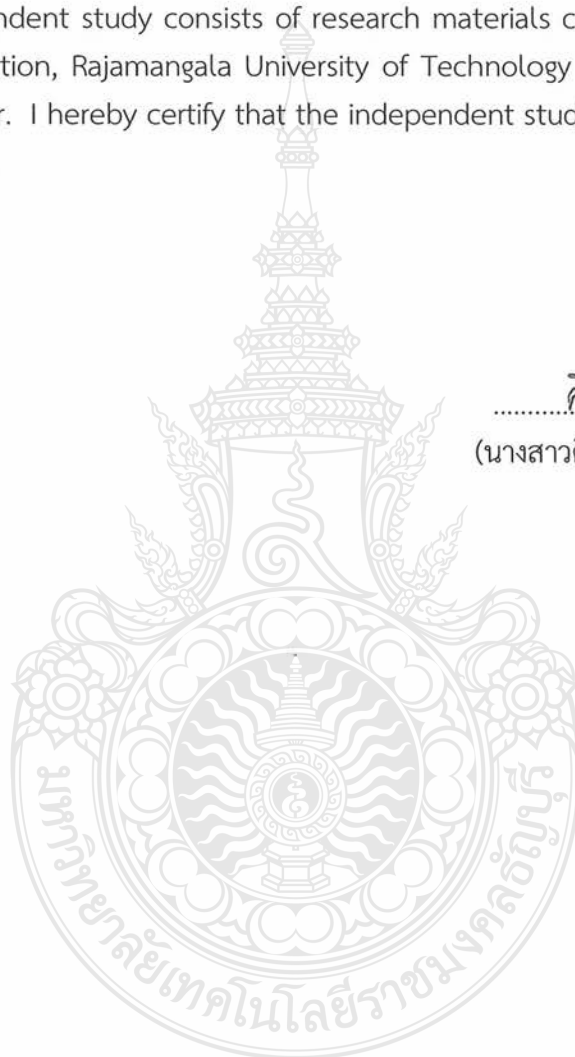 ndent study consists of research materials c
tion, Rajamangala University of Technology
r. I hereby certify that the independent stud
(นางสาว
มหาวิทยาลัยเทคโนโลยีราชมงคลธัญบุรี